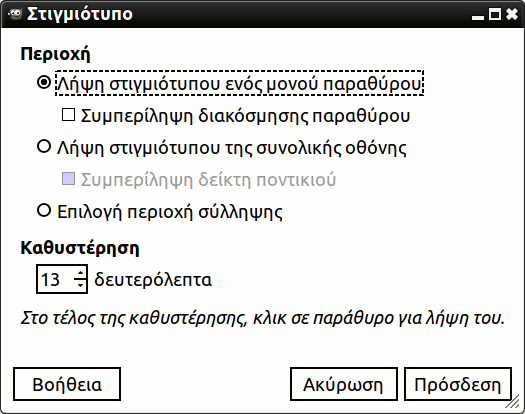 Στιγμιότυπο
Περιοχή
Λήψη στιγμιότυπου ενός μονού παραθύρου
Συμπερίληψη διακόσμησης παραθύρου
Λήψη στιγμιότυπου της συνολικής οθόνης
Συμπερίληψη δείκτη ποντικιού
Επιλογή περιοχή σύλληψης
Καθυστέρηση
13 δευτερόλεπτα
Στο τέλος της καθυστέρησης, κλικ σε παράθυρο για λήψη του.
Βοήθεια Ακύρωση Πρόσδεση